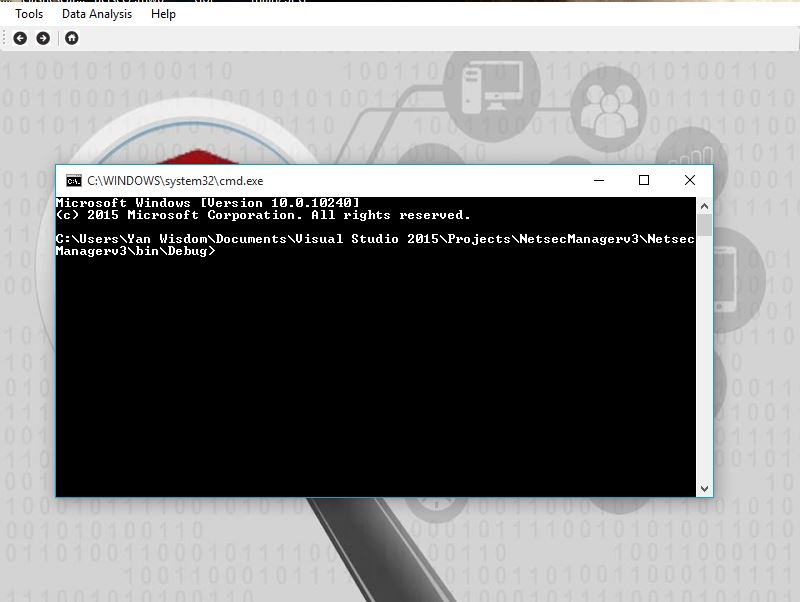 Tools Data Analysis Help
C:\WINDOWS\system32\cmd.exe
Microsoft Windows [Version 10.0.10240]
(c) 2015 Microsoft Corporation. All rights reserved.
C:\Users\Yan Wisdom\Documents\Visual Studio 2015\Projects\NetsecManagerv3\Netsec
Managerv3\bin\Debug>